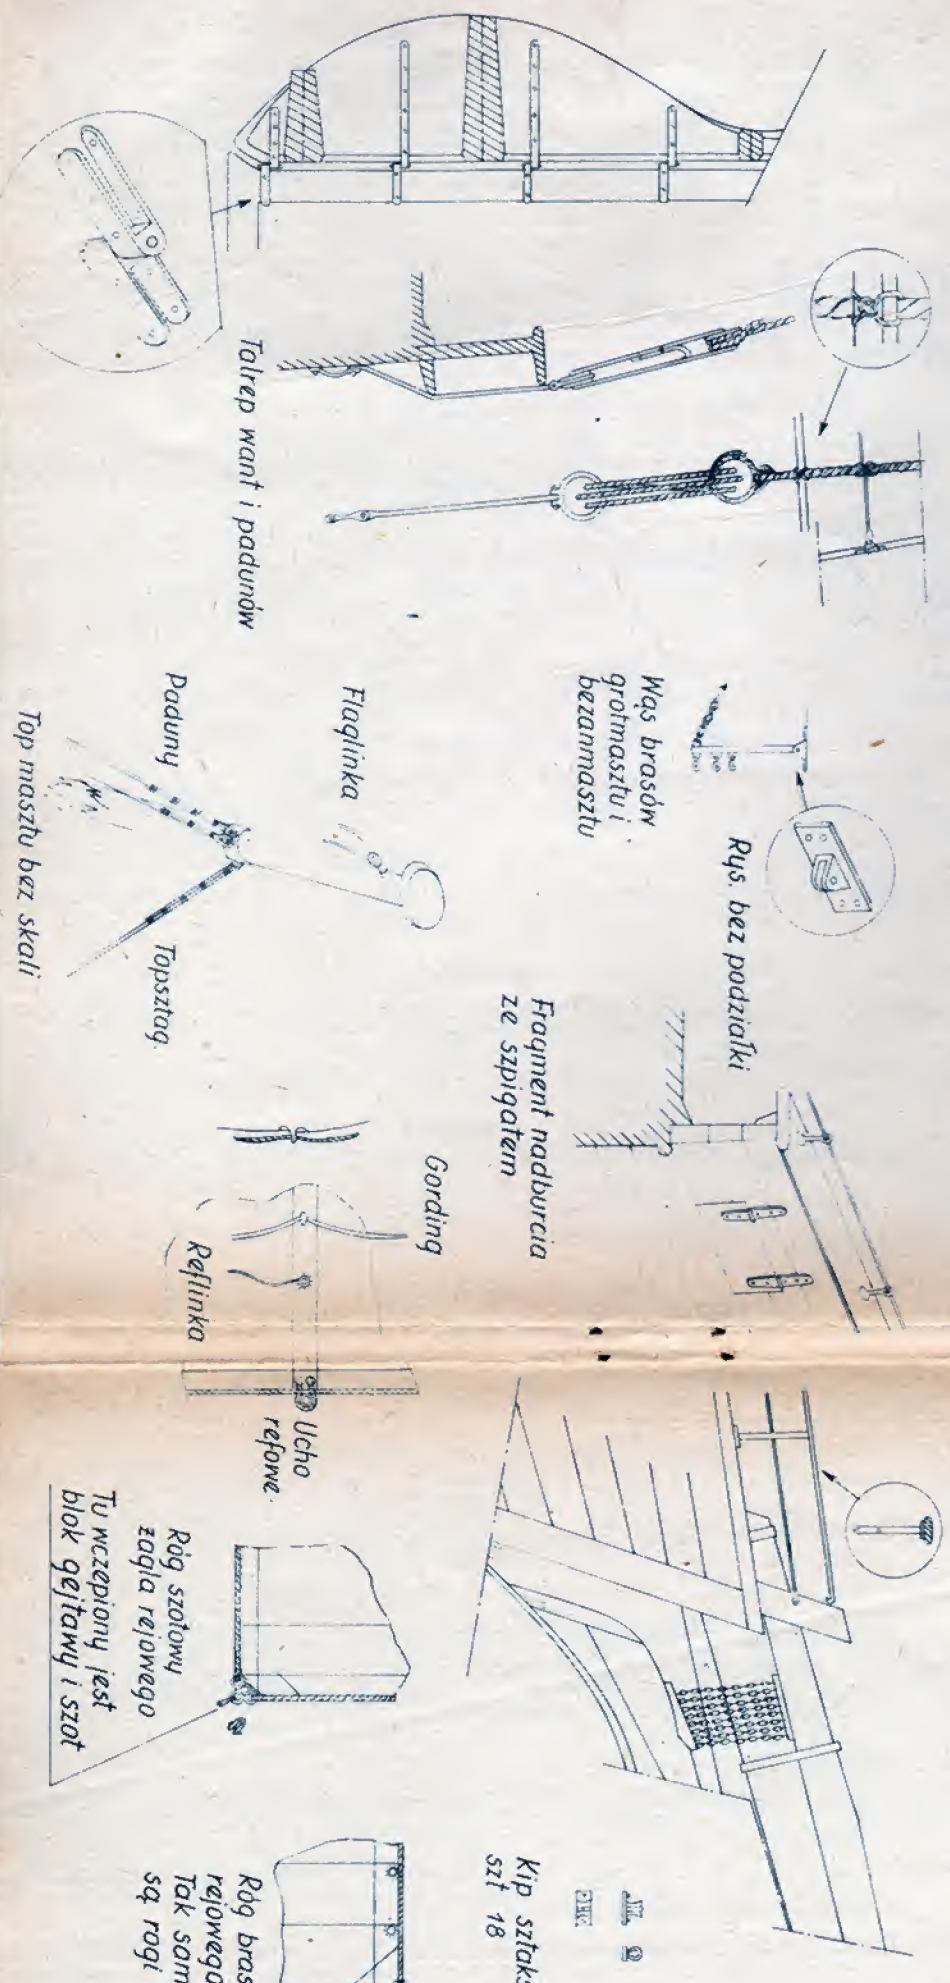 Talrep want i padunów
Wąs brasów
grotmasztu i
bezanmasztu
Rys. bez podziałki
Flaglinka
Paduny
Topsztag.
Top masztu bez skali
Fragment nadburcia
ze szpigatem
Gording
Reflinka
Ucho
refowe.
Róg szotowy
żagla rejowego
Tu wczepiony jest
blok gejtawy i szot
Kip sztaks
szt 18
Róg bras
rejowego
Tak sam
są rogi